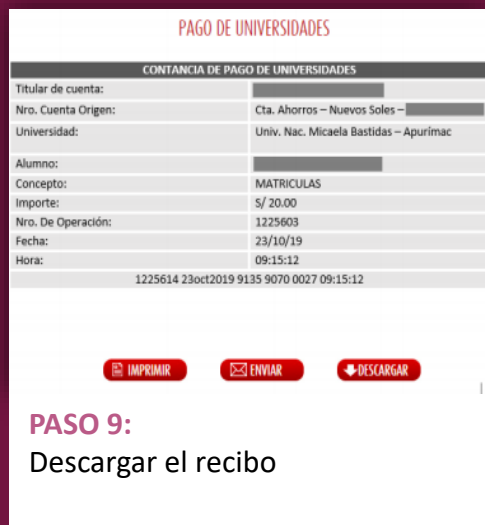 PAGO DE UNIVERSIDADES
CONTANCIA DE PAGO DE UNIVERSIDADES
Titular de cuenta:
Nro. Cuenta Origen: Cta. Ahorros – Nuevos Soles –
Universidad: Univ. Nac. Micaela Bastidas – Apurímac
Alumno:
Concepto: MATRICULAS
Importe: S/ 20.00
Nro. De Operación: 1225603
Fecha: 23/10/19
Hora: 09:15:12
1225614 23oct2019 9135 9070 0027 09:15:12
IMPRIMIR ENVIAR DESCARGAR
PASO 9:
Descargar el recibo